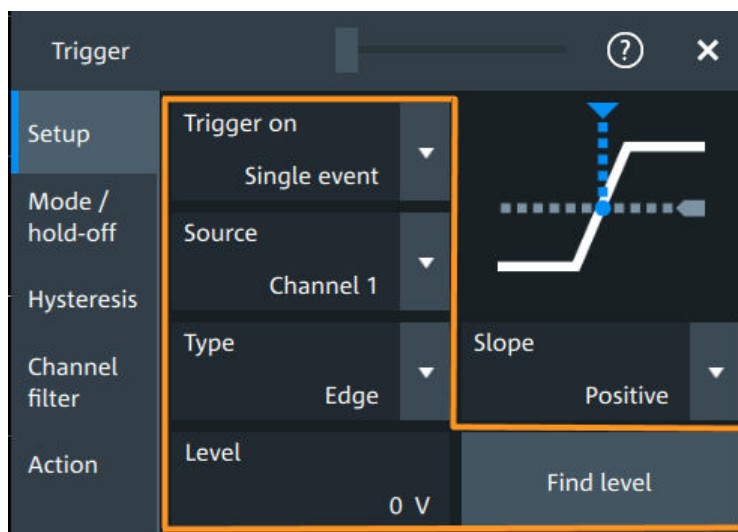 Trigger
?
Setup
Mode /
hold-off
Hysteresis
Channel
filter
Action
Trigger on
Single event
Source
Channel 1
Type
Edge
Slope
Positive
Level
0 V
Find level